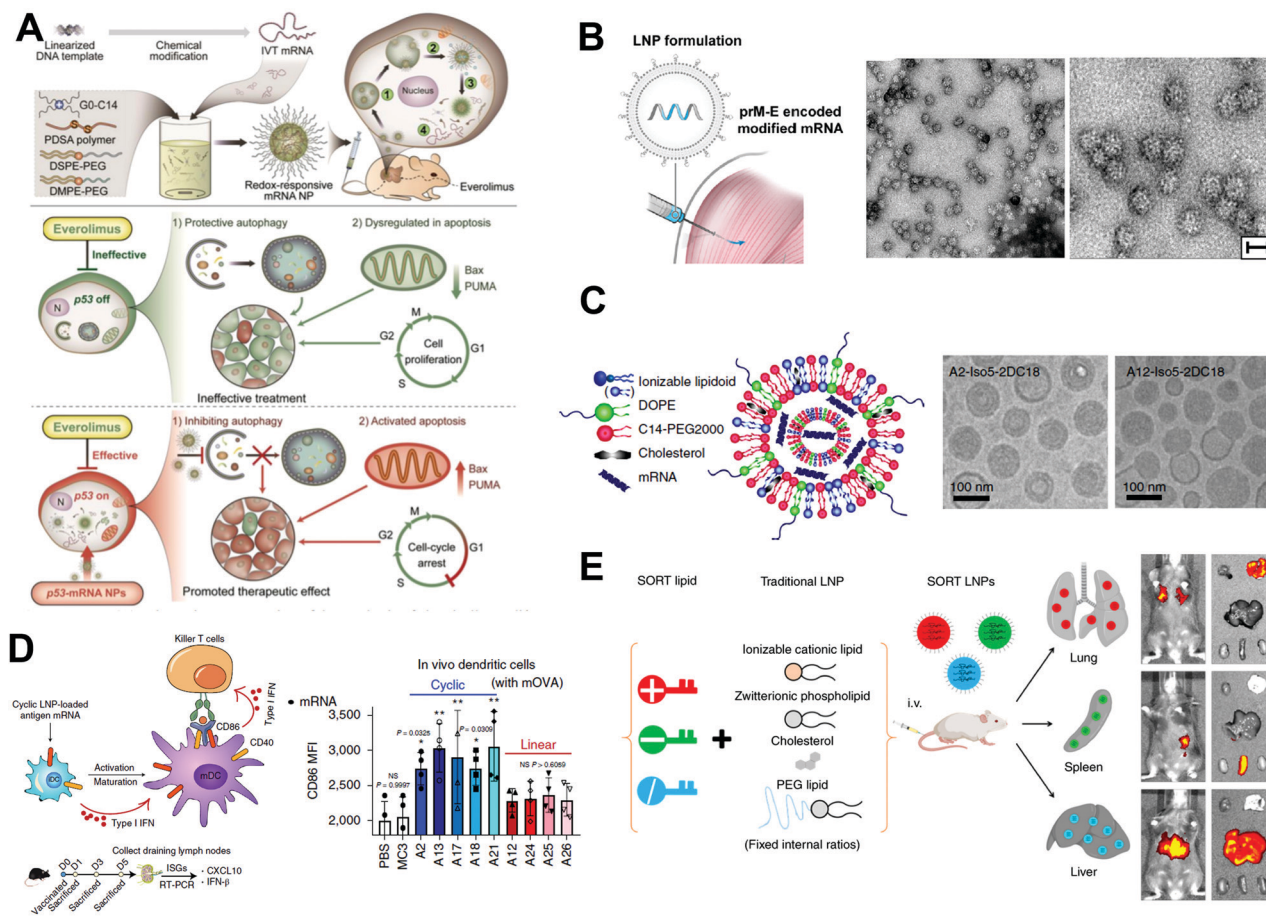 A
Linearized
DNA template
Chemical
modification
IVT mRNA
G0-C14
PDSA polymer
S
S
DSPE-PEG
DMPE-PEG
Redox-responsive
mRNA NP
Nucleus
1
2
3
4
Everolimus
Everolimus
Ineffective
p53 off
N
1) Protective autophagy
2) Dysregulated in apoptosis
Bax
PUMA
M
G2
G1
S
Cell
proliferation
Ineffective treatment
Everolimus
Effective
p53 on
N
p53-mRNA NPs
1) Inhibiting autophagy
2) Activated apoptosis
Bax
PUMA
M
G2
G1
S
Cell-cycle
arrest
Promoted therapeutic effect
B
LNP formulation
prM-E encoded
modified mRNA
C
Ionizable lipidoid
DOPE
C14-PEG2000
Cholesterol
mRNA
A2-Iso5-2DC18
100 nm
A12-Iso5-2DC18
100 nm
D
Killer T cells
Type I IFN
Cyclic LNP-loaded
antigen mRNA
CD86
CD40
iDC
Activation
Maturation
mDC
Type I IFN
Collect draining lymph nodes
D0
D1
D3
D5
Vaccinated
Sacrificed
Sacrificed
Sacrificed
ISGs
RT-PCR
• CXCL10
• IFN-β
mRNA
In vivo dendritic cells
(with mOVA)
Cyclic
Linear
CD86 MFI
3,500
3,000
2,500
2,000
NS
P = 0.9997
P = 0.0325
*
**
**
P = 0.0309
*
**
NS P > 0.6089
PBS
MC3
A2
A13
A17
A18
A21
A12
A24
A25
A26
E
SORT lipid
Traditional LNP
SORT LNPs
Ionizable cationic lipid
Zwitterionic phospholipid
Cholesterol
PEG lipid
(Fixed internal ratios)
i.v.
Lung
Spleen
Liver